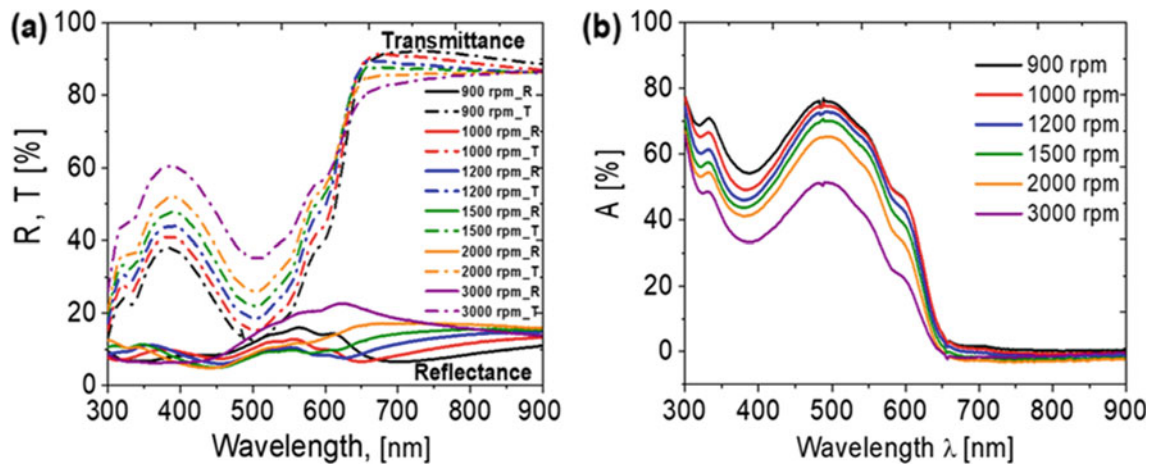 (a)
100
80
60
40
20
0
R, T [%]
Transmittance
900 rpm_R
900 rpm_T
1000 rpm_R
1000 rpm_T
1200 rpm_R
1200 rpm_T
1500 rpm_R
1500 rpm_T
2000 rpm_R
2000 rpm_T
3000 rpm_R
3000 rpm_T
Reflectance
300 400 500 600 700 800 900
Wavelength, [nm]
(b)
100
80
60
40
20
0
A [%]
900 rpm
1000 rpm
1200 rpm
1500 rpm
2000 rpm
3000 rpm
300 400 500 600 700 800 900
Wavelength λ [nm]